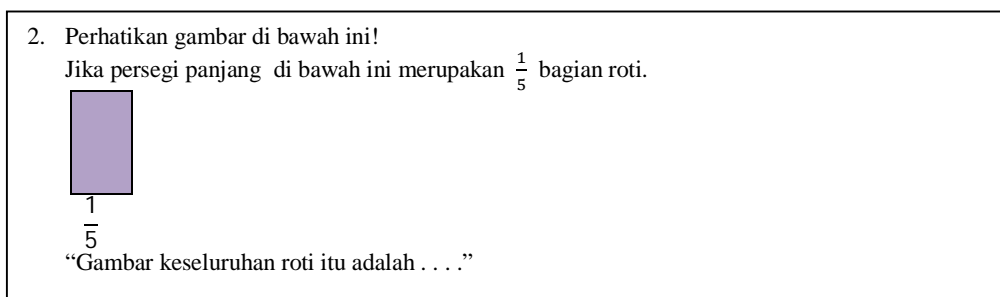 2. Perhatikan gambar di bawah ini!
Jika persegi panjang di bawah ini merupakan 1/5 bagian roti.
1/5
“Gambar keseluruhan roti itu adalah . . . .”